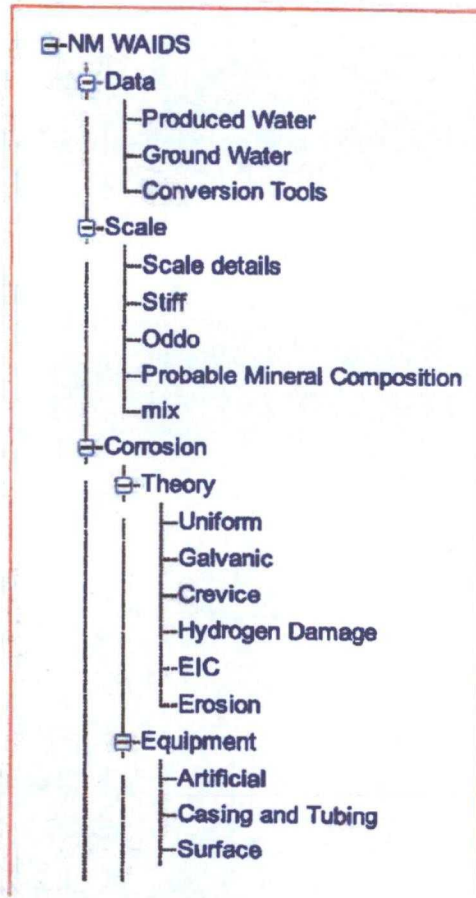 NM WAIDS
Data
Produced Water
Ground Water
Conversion Tools
Scale
Scale details
Stiff
Oddo
Probable Mineral Composition
mix
Corrosion
Theory
Uniform
Galvanic
Crevice
Hydrogen Damage
EIC
Erosion
Equipment
Artificial
Casing and Tubing
Surface